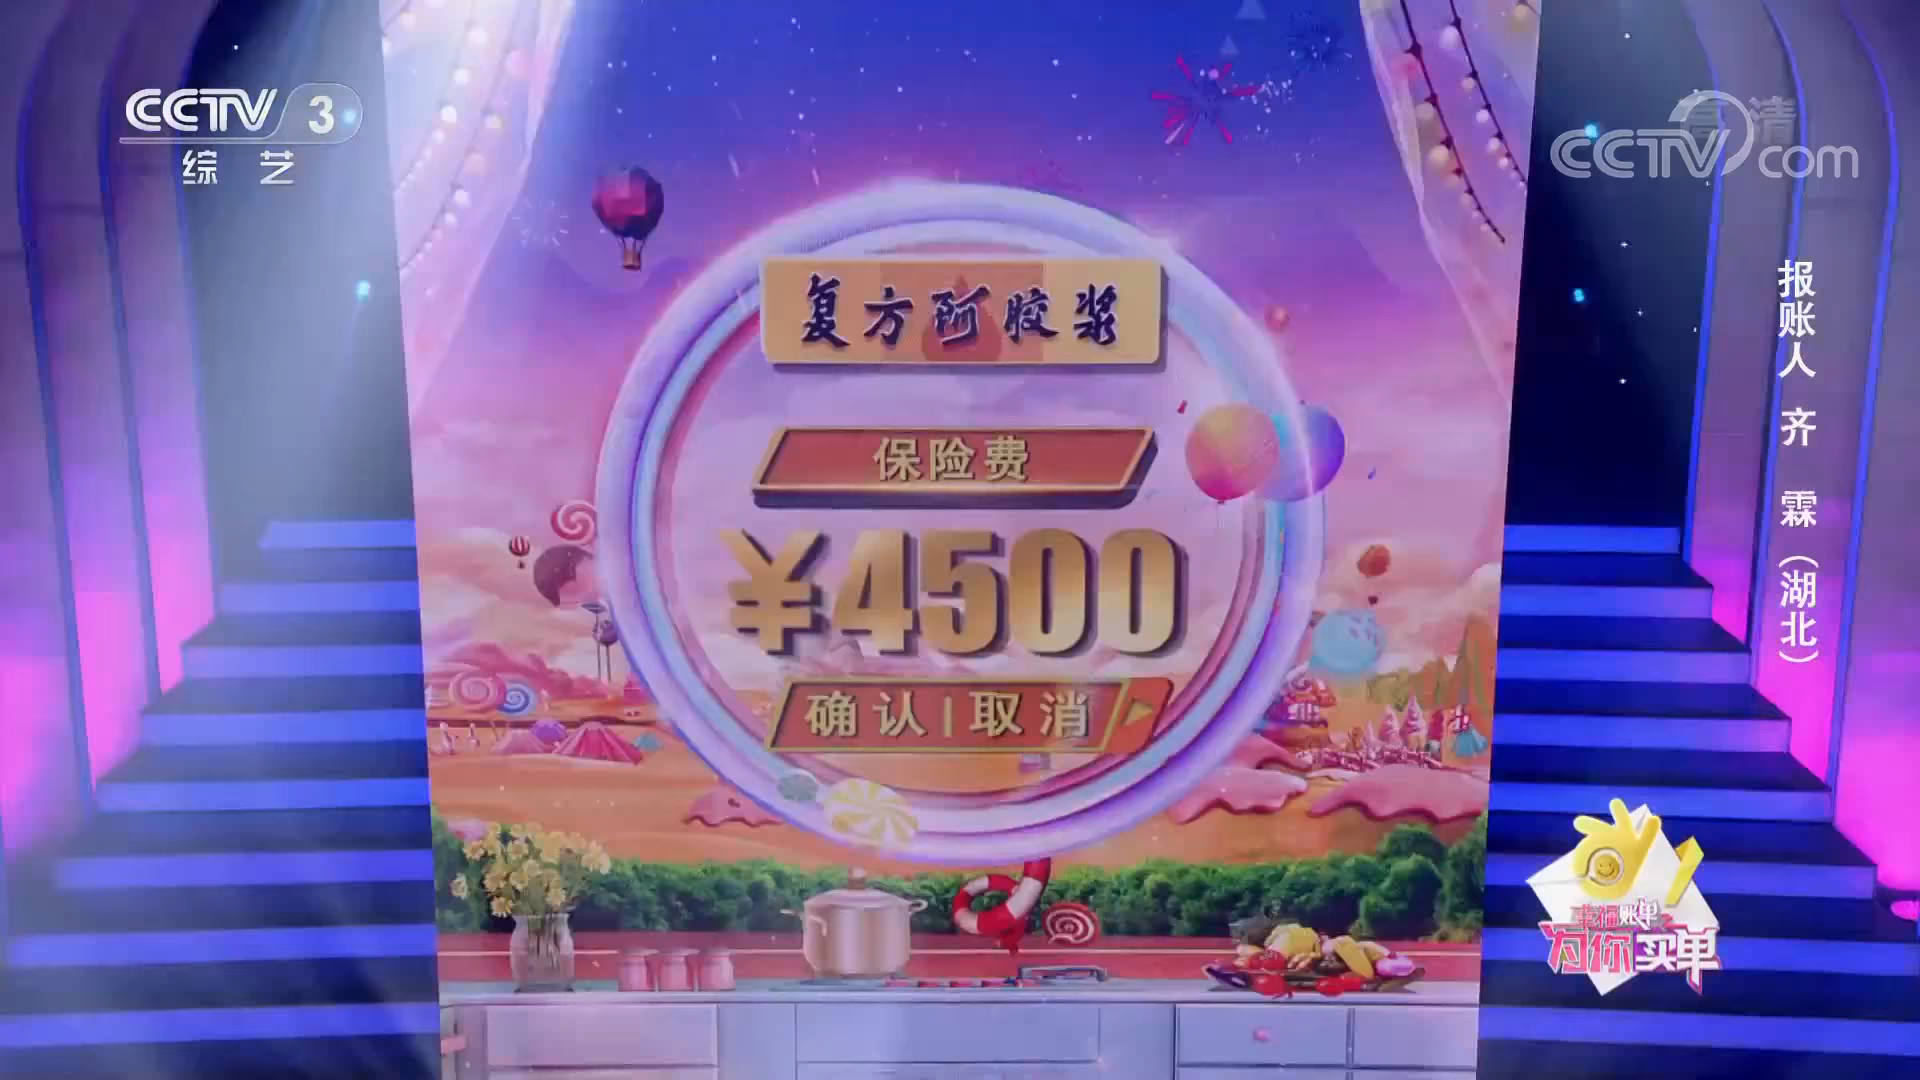 CCTV 3
综艺
高清
CCTV.com
复方阿胶浆
保险费
¥4500
确认|取消
报账人 齐霖（湖北）
幸福账单之
为你买单